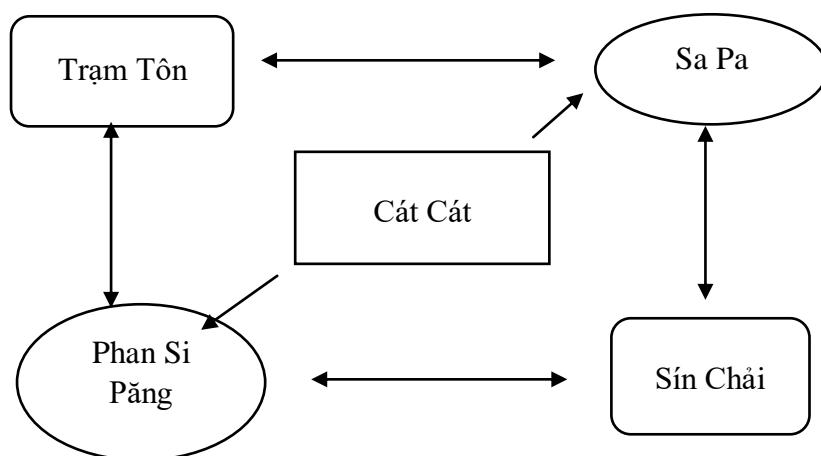 Trạm Tôn
Sa Pa
Cát Cát
Phan Si
Păng
Sín Chải